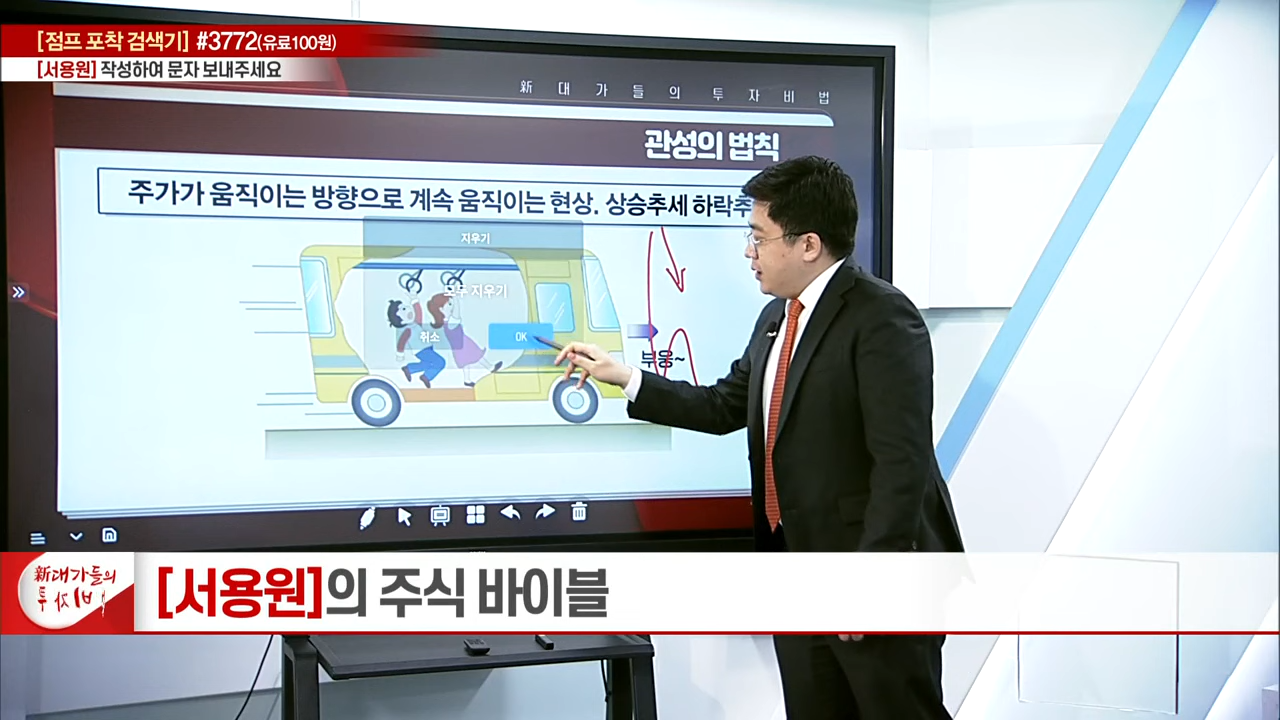 [점프 포착 검색기] #3772(유료100원)
[서용원] 작성하여 문자 보내주세요
新 대 가 들 의 투 자 비 법
관성의 법칙
주가가 움직이는 방향으로 계속 움직이는 현상. 상승추세 하락추
지우기
모두 지우기
취소 OK
부웅~
新대가들의
[서용원]의 주식 바이블